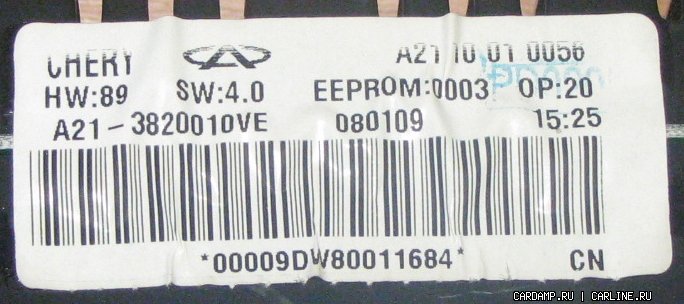 CHERY A21 10 01 0056
HW:89 SW:4.0 EEPROM:0003 OP:20
A21-3820010VE 080109 15:25
*00009DW80011684* CN
CARDAMP.RU | CARLINE.RU